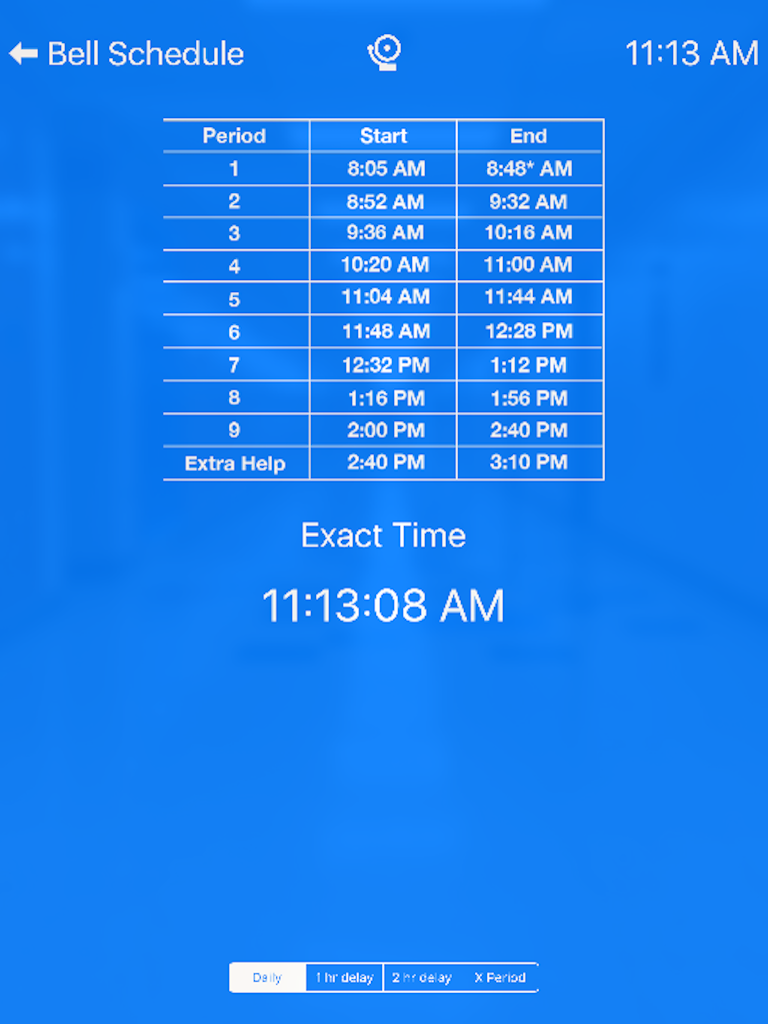 Bell Schedule 11:13 AM
Period Start End
1 8:05 AM 8:48* AM
2 8:52 AM 9:32 AM
3 9:36 AM 10:16 AM
4 10:20 AM 11:00 AM
5 11:04 AM 11:44 AM
6 11:48 AM 12:28 PM
7 12:32 PM 1:12 PM
8 1:16 PM 1:56 PM
9 2:00 PM 2:40 PM
Extra Help 2:40 PM 3:10 PM
Exact Time
11:13:08 AM
Daily 1 hr delay 2 hr delay X Period